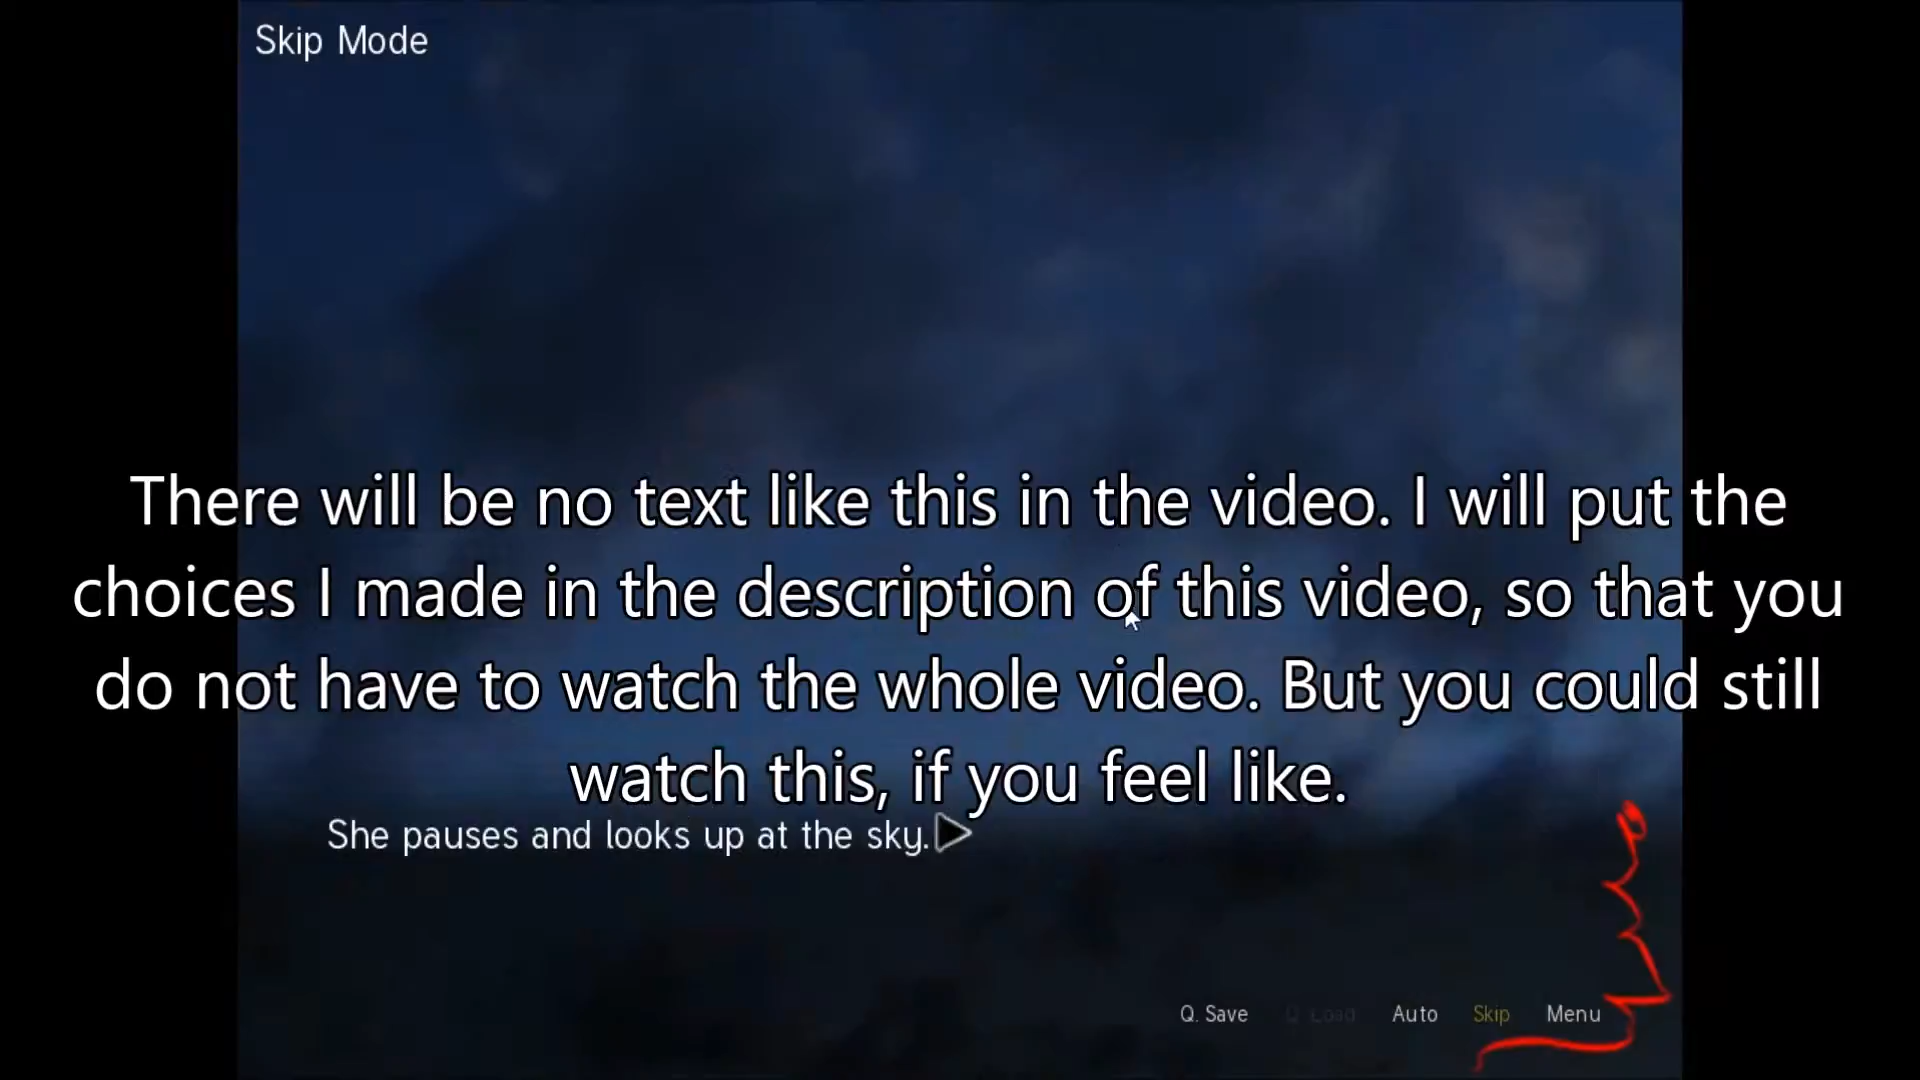 Skip Mode
There will be no text like this in the video. I will put the
choices I made in the description of this video, so that you
do not have to watch the whole video. But you could still
watch this, if you feel like.
She pauses and looks up at the sky.
Q. Save Q. Load Auto Skip Menu